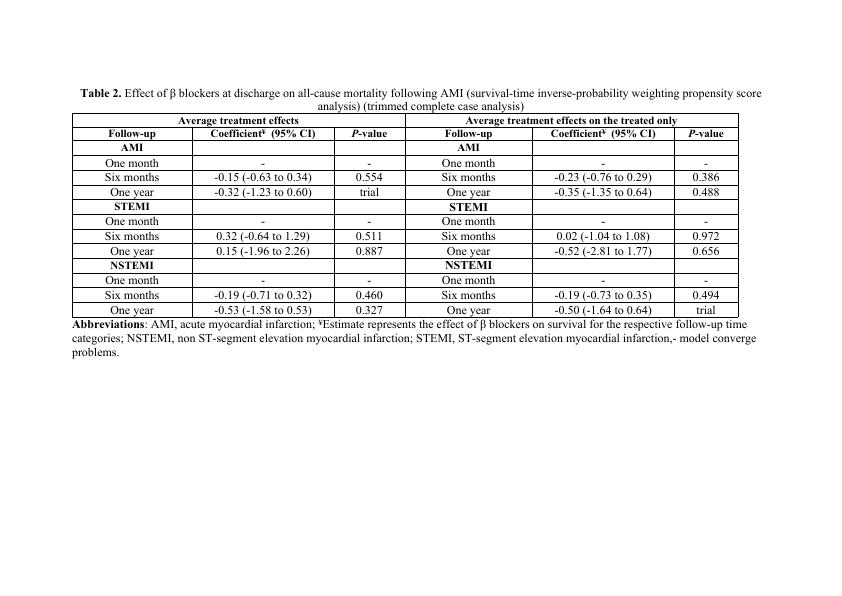 Table 2. Effect of β blockers at discharge on all-cause mortality following AMI (survival-time inverse-probability weighting propensity score
analysis) (trimmed complete case analysis)
Average treatment effects Average treatment effects on the treated only
Follow-up Coefficient¥ (95% CI) P-value Follow-up Coefficient¥ (95% CI) P-value
AMI AMI
One month - - One month - -
Six months -0.15 (-0.63 to 0.34) 0.554 Six months -0.23 (-0.76 to 0.29) 0.386
One year -0.32 (-1.23 to 0.60) trial One year -0.35 (-1.35 to 0.64) 0.488
STEMI STEMI
One month - - One month - -
Six months 0.32 (-0.64 to 1.29) 0.511 Six months 0.02 (-1.04 to 1.08) 0.972
One year 0.15 (-1.96 to 2.26) 0.887 One year -0.52 (-2.81 to 1.77) 0.656
NSTEMI NSTEMI
One month - - One month - -
Six months -0.19 (-0.71 to 0.32) 0.460 Six months -0.19 (-0.73 to 0.35) 0.494
One year -0.53 (-1.58 to 0.53) 0.327 One year -0.50 (-1.64 to 0.64) trial
Abbreviations: AMI, acute myocardial infarction; ¥Estimate represents the effect of β blockers on survival for the respective follow-up time
categories; NSTEMI, non ST-segment elevation myocardial infarction; STEMI, ST-segment elevation myocardial infarction,- model converge
problems.